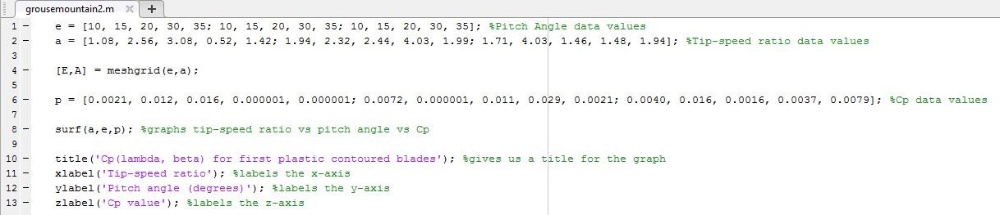 grousemountain2.m × +
1 – e = [10, 15, 20, 30, 35; 10, 15, 20, 30, 35; 10, 15, 20, 30, 35]; %Pitch Angle data values
2 – a = [1.08, 2.56, 3.08, 0.52, 1.42; 1.94, 2.32, 2.44, 4.03, 1.99; 1.71, 4.03, 1.46, 1.48, 1.94]; %Tip-speed ratio data values
3
4 – [E,A] = meshgrid(e,a);
5
6 – p = [0.0021, 0.012, 0.016, 0.000001, 0.000001; 0.0072, 0.000001, 0.011, 0.029, 0.0021; 0.0040, 0.016, 0.0016, 0.0037, 0.0079]; %Cp data values
7
8 – surf(a,e,p); %graphs tip-speed ratio vs pitch angle vs Cp
9
10 – title('Cp(lambda, beta) for first plastic contoured blades'); %gives us a title for the graph
11 – xlabel('Tip-speed ratio'); %labels the x-axis
12 – ylabel('Pitch angle (degrees)'); %labels the y-axis
13 – zlabel('Cp value'); %labels the z-axis